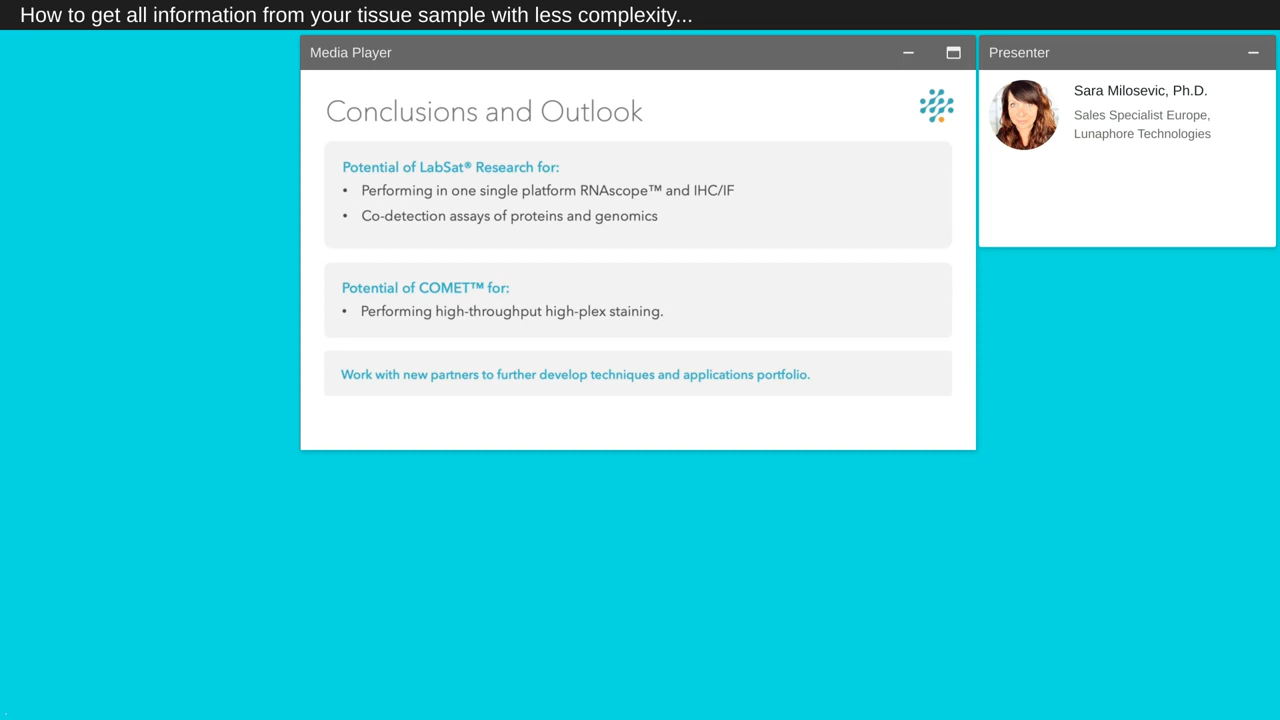 How to get all information from your tissue sample with less complexity...
Media Player
Presenter
Conclusions and Outlook
Potential of LabSat® Research for:
• Performing in one single platform RNAscope™ and IHC/IF
• Co-detection assays of proteins and genomics
Potential of COMET™ for:
• Performing high-throughput high-plex staining.
Work with new partners to further develop techniques and applications portfolio.
Sara Milosevic, Ph.D.
Sales Specialist Europe,
Lunaphore Technologies